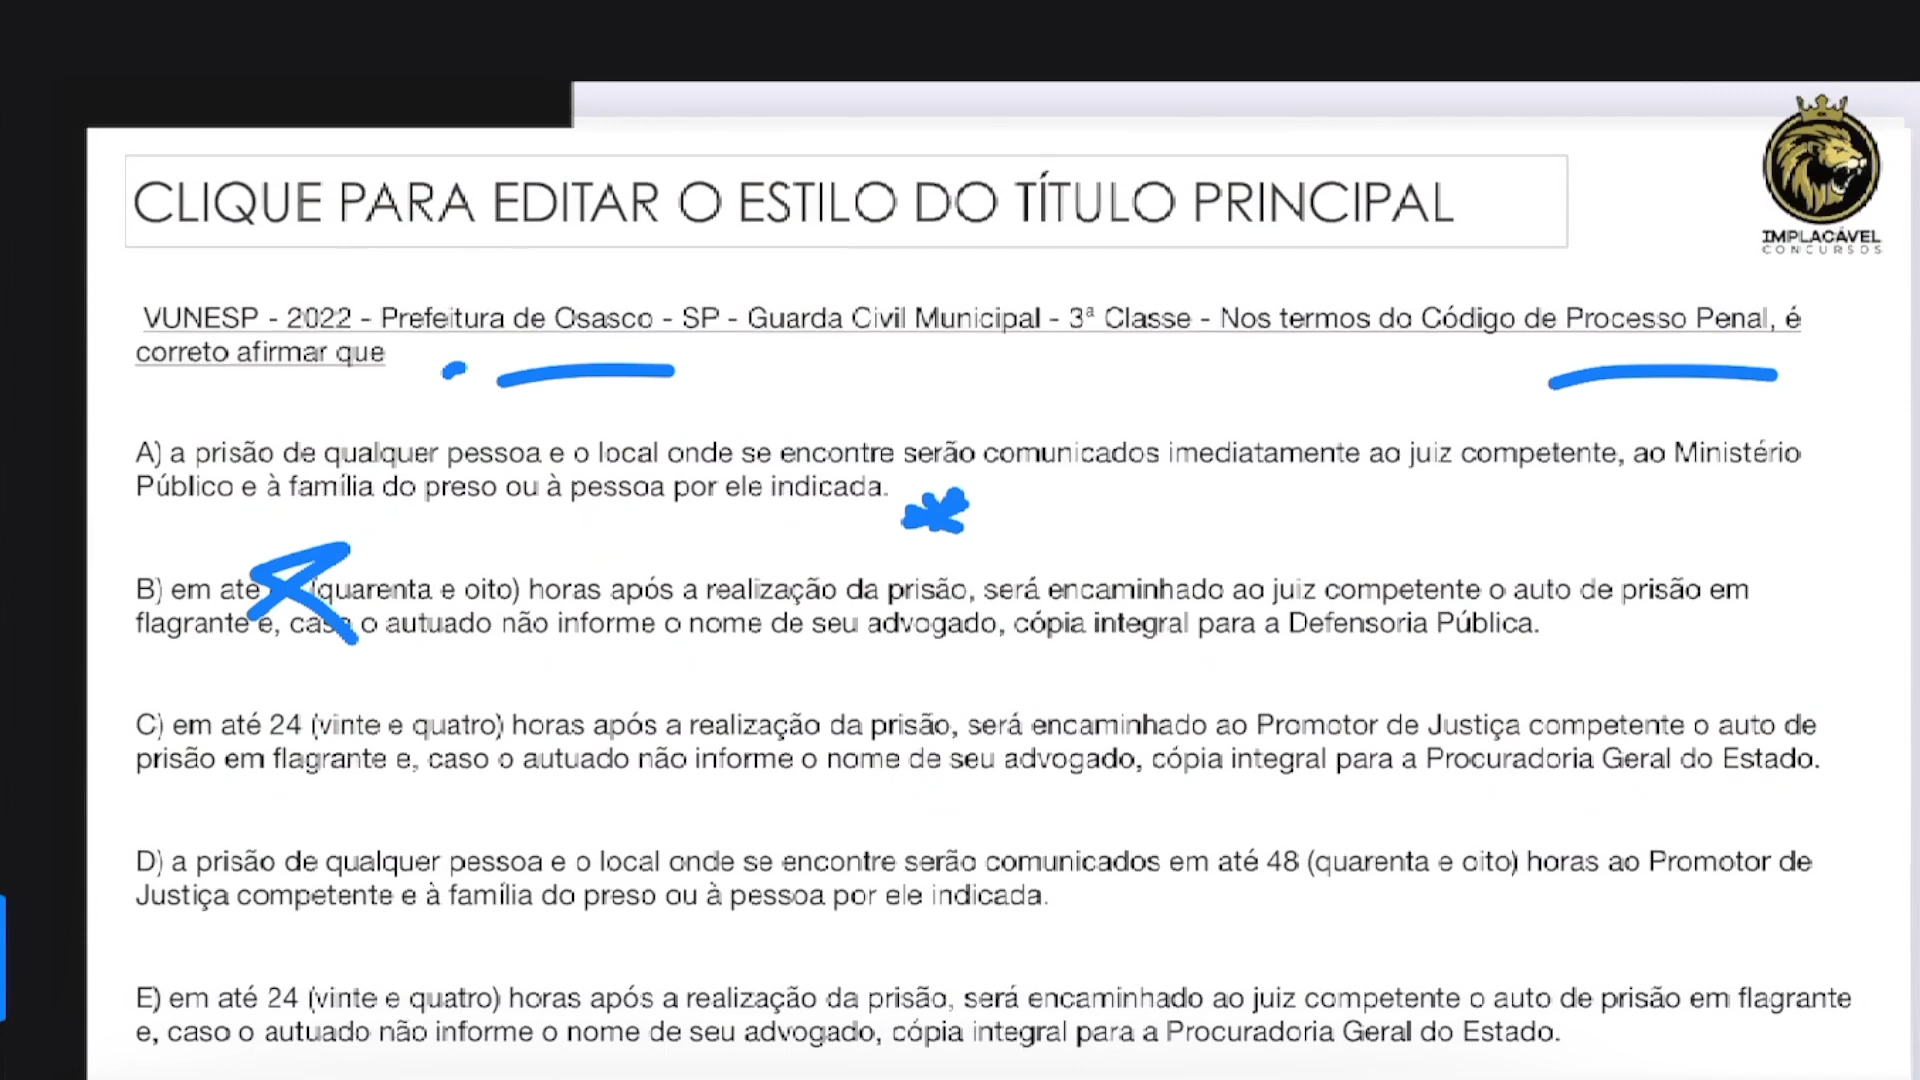 IMPLACÁVEL
CONCURSOS
CLIQUE PARA EDITAR O ESTILO DO TÍTULO PRINCIPAL
VUNESP - 2022 - Prefeitura de Osasco - SP - Guarda Civil Municipal - 3ª Classe - Nos termos do Código de Processo Penal, é
correto afirmar que
A) a prisão de qualquer pessoa e o local onde se encontre serão comunicados imediatamente ao juiz competente, ao Ministério
Público e à família do preso ou à pessoa por ele indicada.
B) em até (quarenta e oito) horas após a realização da prisão, será encaminhado ao juiz competente o auto de prisão em
flagrante e, caso o autuado não informe o nome de seu advogado, cópia integral para a Defensoria Pública.
C) em até 24 (vinte e quatro) horas após a realização da prisão, será encaminhado ao Promotor de Justiça competente o auto de
prisão em flagrante e, caso o autuado não informe o nome de seu advogado, cópia integral para a Procuradoria Geral do Estado.
D) a prisão de qualquer pessoa e o local onde se encontre serão comunicados em até 48 (quarenta e oito) horas ao Promotor de
Justiça competente e à família do preso ou à pessoa por ele indicada.
E) em até 24 (vinte e quatro) horas após a realização da prisão, será encaminhado ao juiz competente o auto de prisão em flagrante
e, caso o autuado não informe o nome de seu advogado, cópia integral para a Procuradoria Geral do Estado.